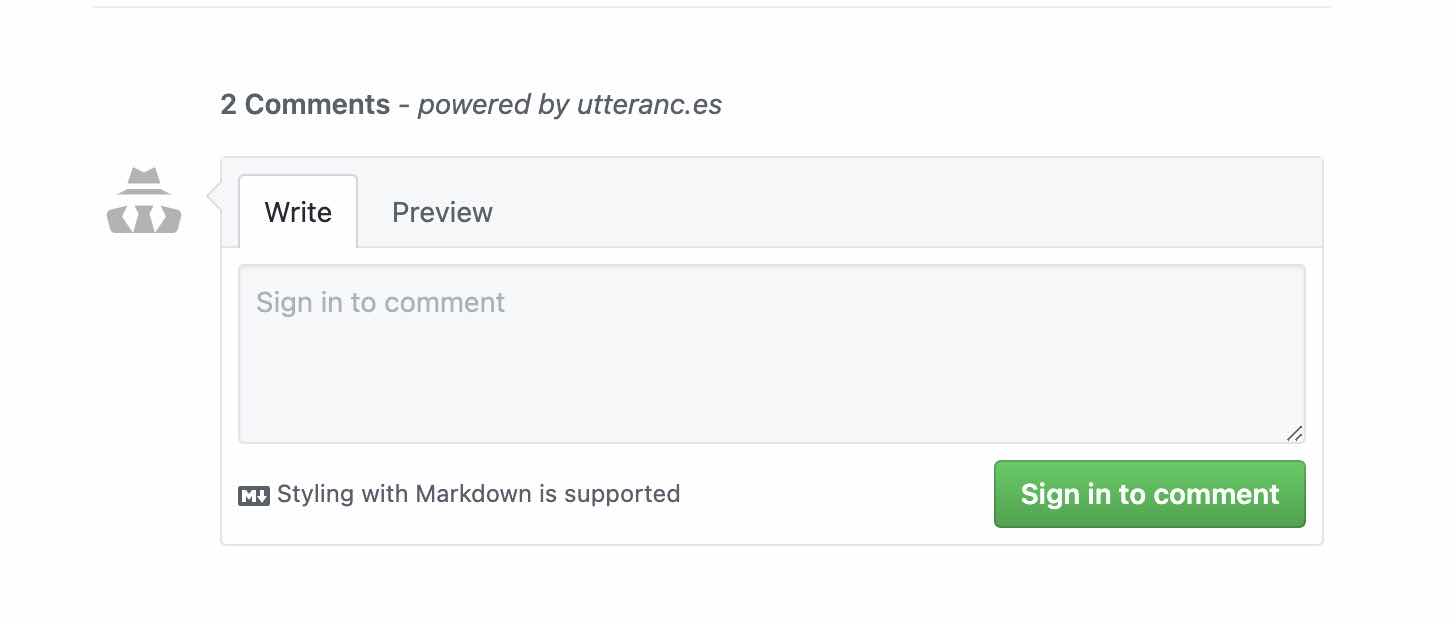 2 Comments - powered by utteranc.es
Write
Preview
Sign in to comment
M Styling with Markdown is supported
Sign in to comment